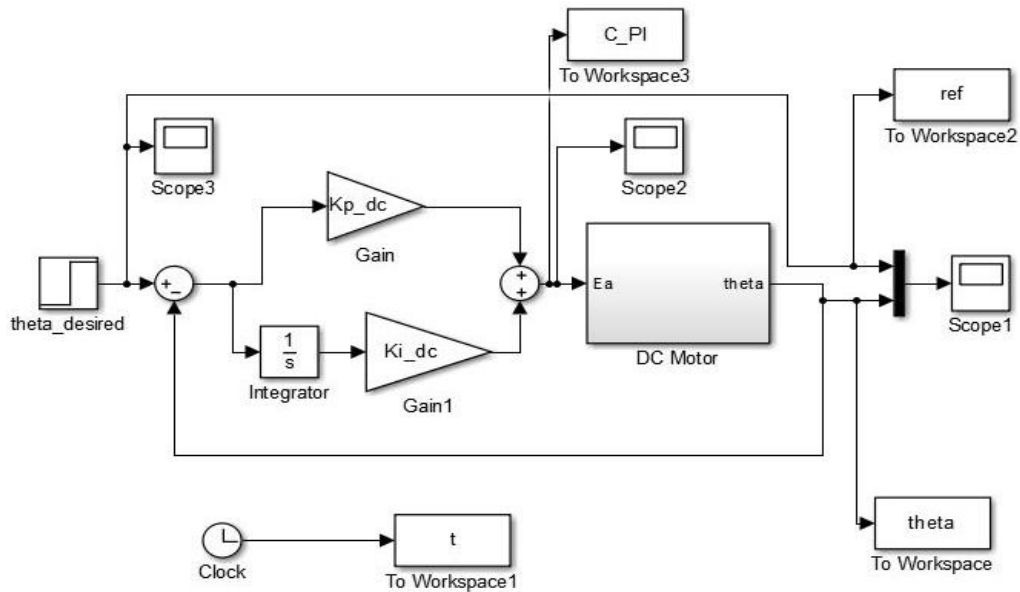 C_PI
To Workspace3
ref
To Workspace2
Scope3
Scope2
Kp_dc
Gain
theta_desired
+
−
+
+
Ea
theta
DC Motor
Scope1
1
s
Integrator
Ki_dc
Gain1
Clock
t
To Workspace1
theta
To Workspace